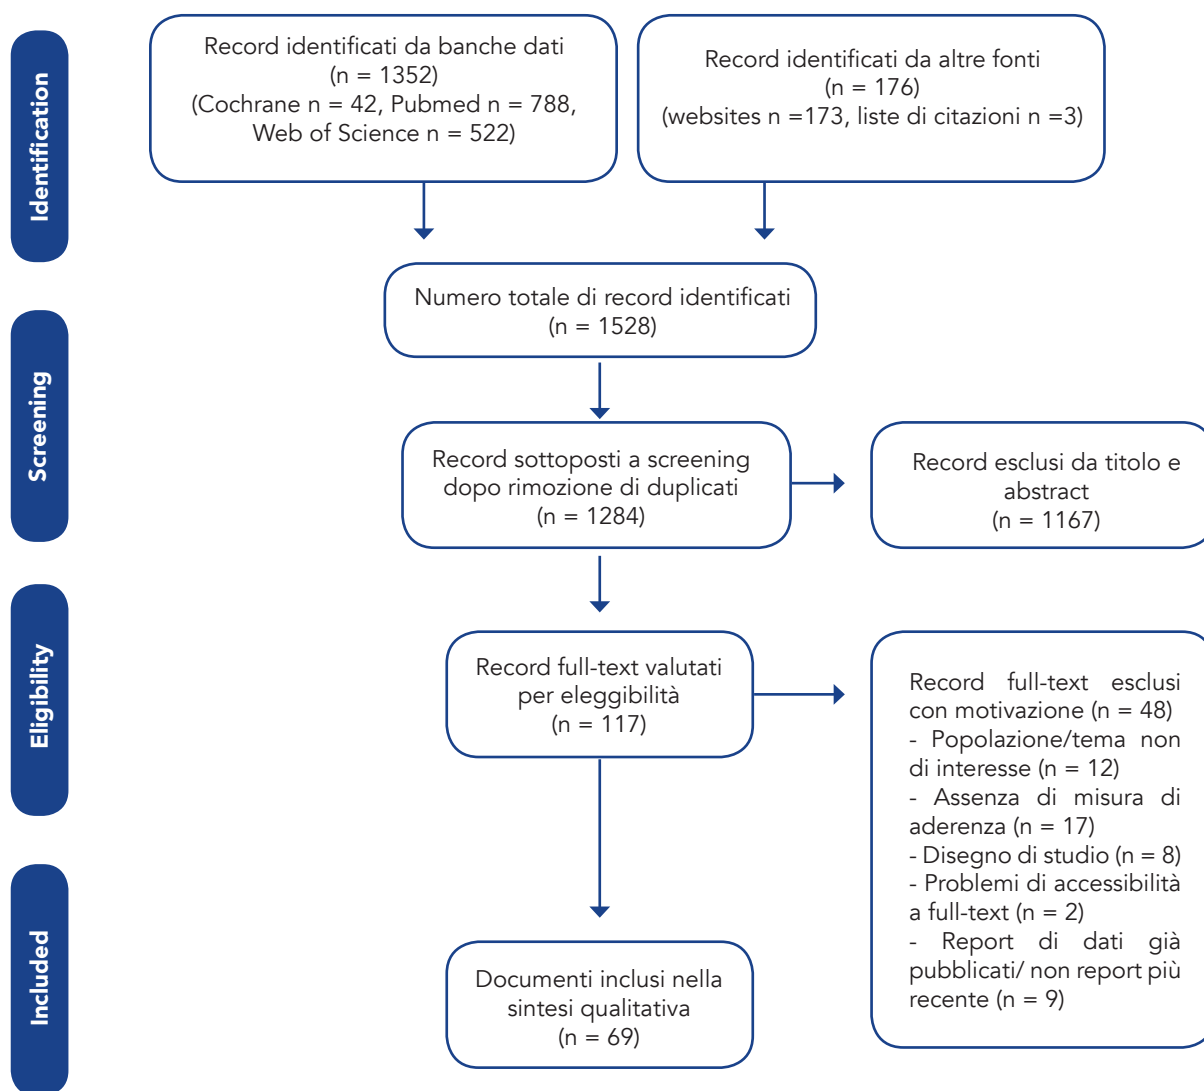 Identification
Record identificati da banche dati
(n = 1352)
(Cochrane n = 42, Pubmed n = 788,
Web of Science n = 522)
Record identificati da altre fonti
(n = 176)
(websites n =173, liste di citazioni n =3)
Numero totale di record identificati
(n = 1528)
Screening
Record sottoposti a screening
dopo rimozione di duplicati
(n = 1284)
Record esclusi da titolo e
abstract
(n = 1167)
Eligibility
Record full-text valutati
per eleggibilità
(n = 117)
Record full-text esclusi
con motivazione (n = 48)
- Popolazione/tema non
di interesse (n = 12)
- Assenza di misura di
aderenza (n = 17)
- Disegno di studio (n = 8)
- Problemi di accessibilità
a full-text (n = 2)
- Report di dati già
pubblicati/ non report più
recente (n = 9)
Included
Documenti inclusi nella
sintesi qualitativa
(n = 69)